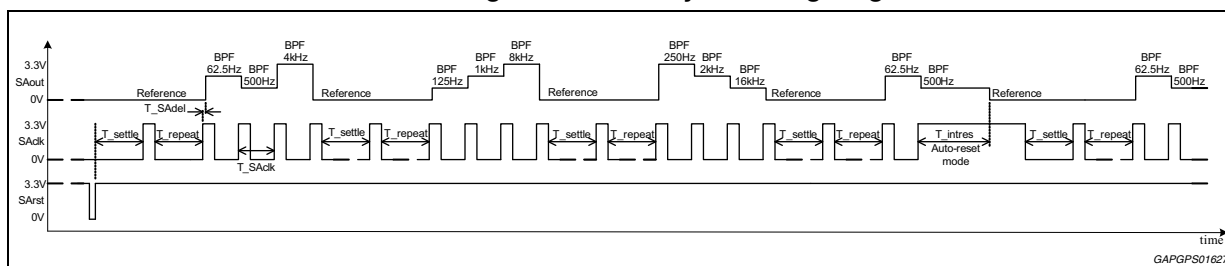 BPF 62.5Hz
BPF 500Hz
BPF 4kHz
BPF 125Hz
BPF 1kHz
BPF 8kHz
BPF 250Hz
BPF 2kHz
BPF 16kHz
BPF 62.5Hz
BPF 500Hz
BPF 62.5Hz
BPF 500Hz
3.3V
SAout
0V
Reference
Reference
Reference
Reference
Reference
T_SAdel
3.3V
SAclk
0V
T_settle
T_repeat
T_SAclk
T_settle
T_repeat
T_settle
T_repeat
T_settle
T_repeat
T_intres
Auto-reset
mode
T_settle
T_repeat
3.3V
SArst
0V
time
GAPGPS01627